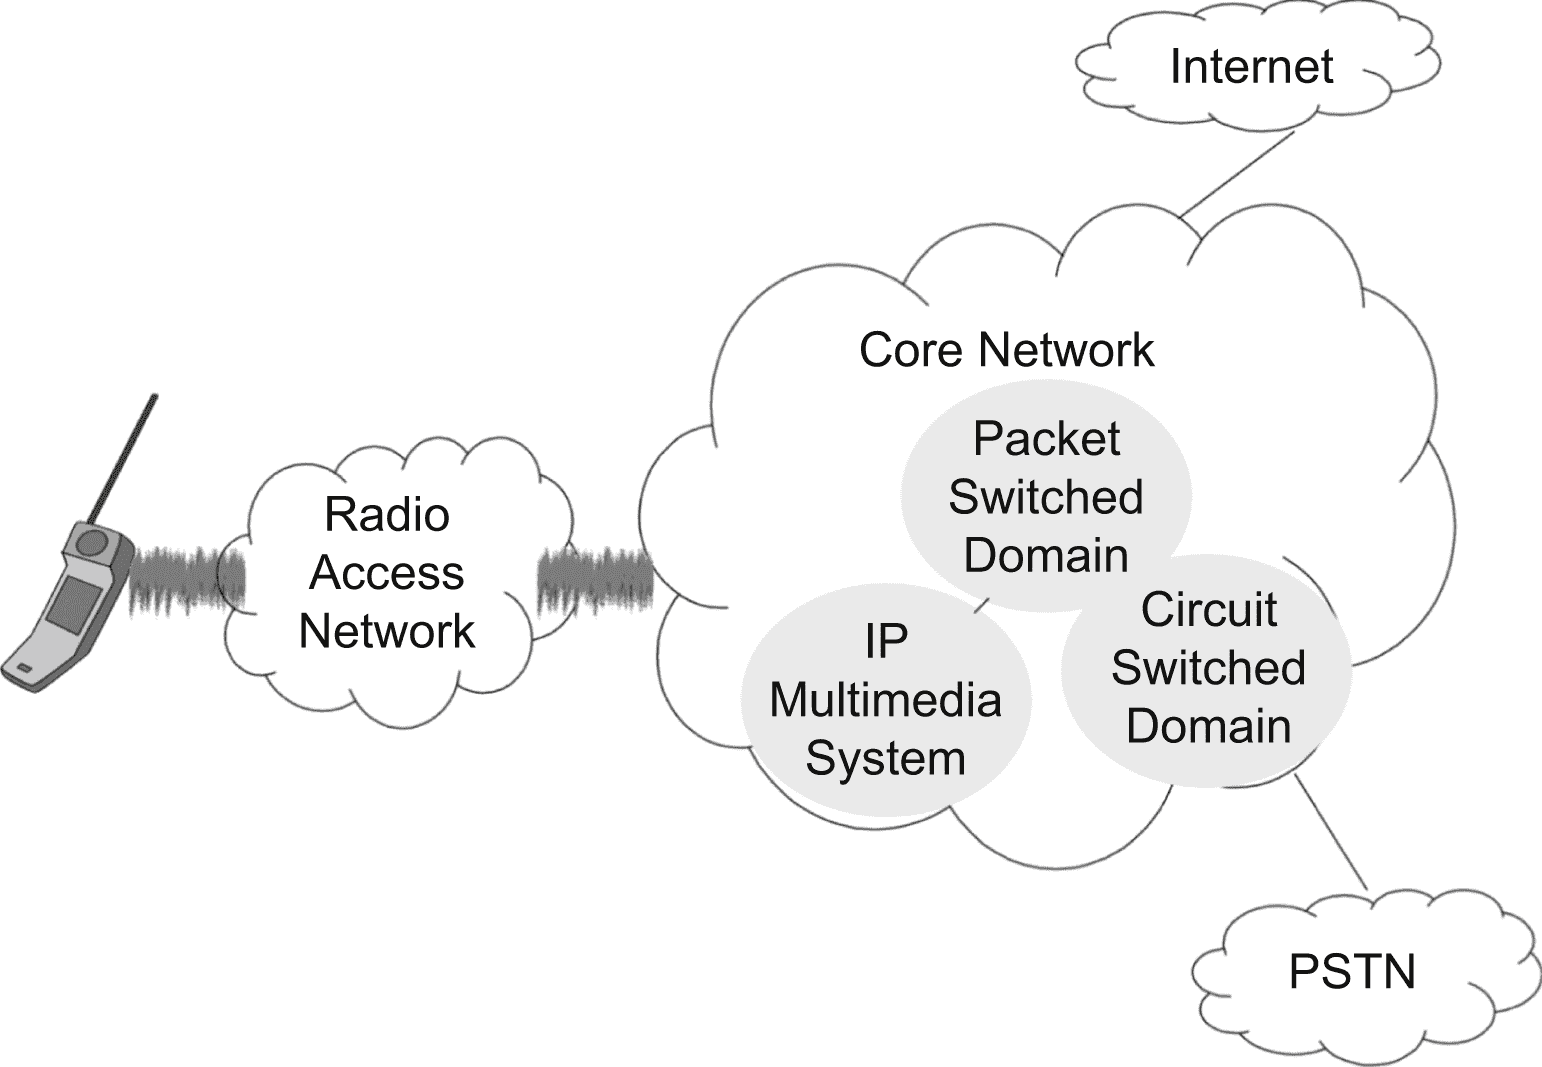 Internet
Core Network
Packet
Switched
Domain
Radio
Access
Network
IP
Multimedia
System
Circuit
Switched
Domain
PSTN